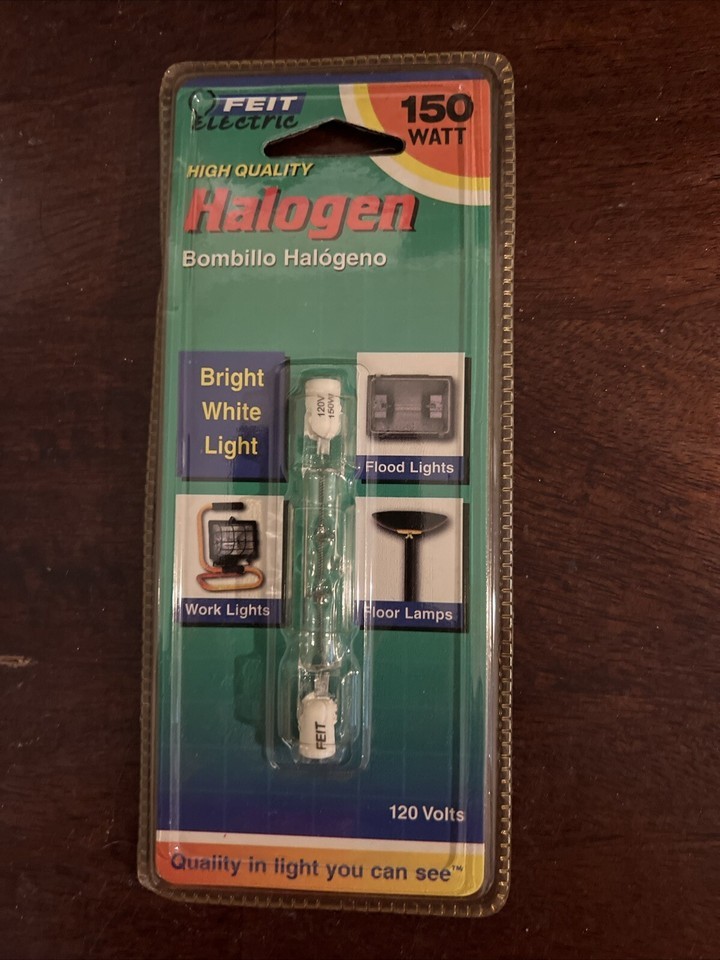 FEIT
Electric
150
WATT
HIGH QUALITY
Halogen
Bombillo Halógeno
Bright
White
Light
120V
150W
Flood Lights
Work Lights
Floor Lamps
FEIT
120 Volts
Quality in light you can see™